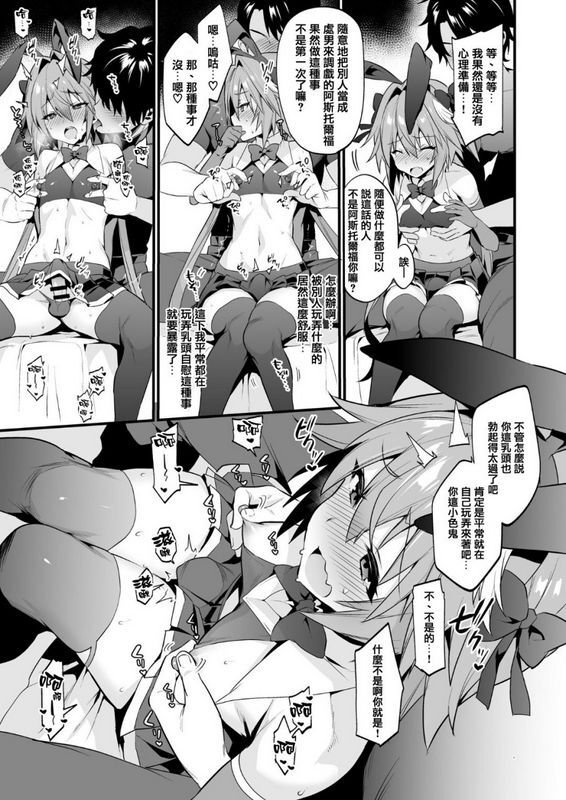 等、等等…
我果然還是沒有
心理準備…！
隨便做什麼都可以
說這話的人
不是阿斯托爾福
你嘛？
誒—
隨意地把別人當成
處男來調戲的阿斯托爾福
果然做這種事
不是第一次了嘛？
怎麼辦啊…
被別人玩弄什麼的
居然這麼舒服…
嗯…嗚咕…♡
那、那種事才
沒…嗯♡
這下我平常都在
玩弄乳頭自慰這種事
就要暴露了…
不管怎麼說
你這乳頭也
勃起得太過了吧
肯定是平常就在
自己玩弄來著吧…
你這小色鬼
不、不是的…！
什麼不是啊你就是！